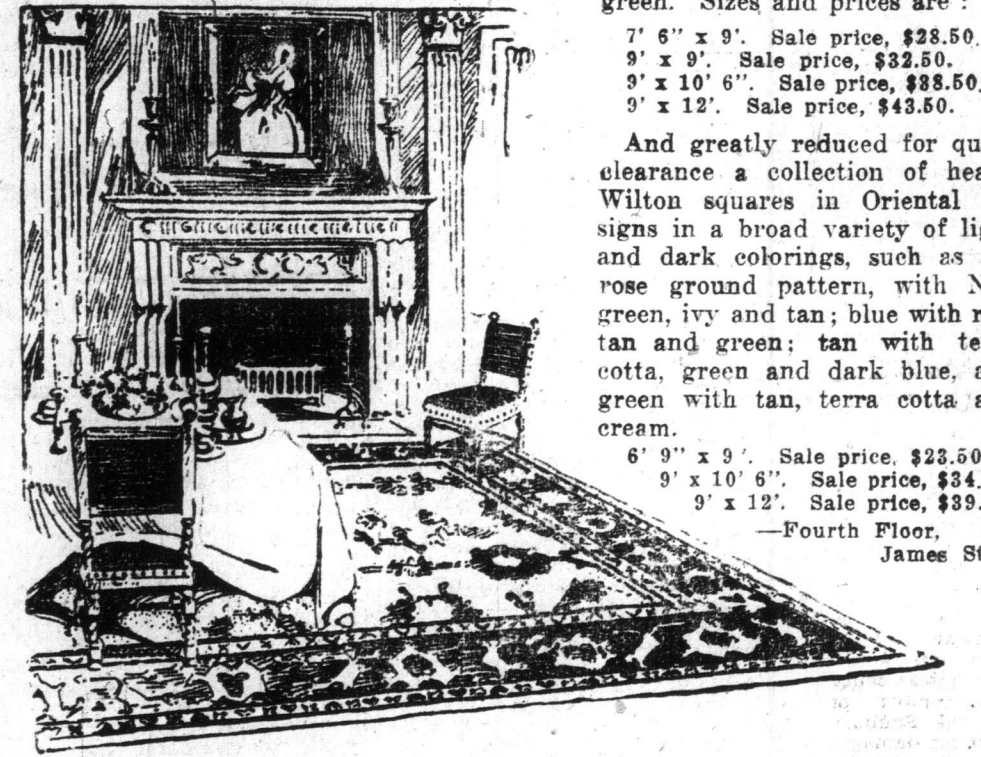 green. Sizes and prices are :
7' 6" x 9'. Sale price, $28.50.
9' x 9'. Sale price, $32.50.
9' x 10' 6". Sale price, $38.50.
9' x 12'. Sale price, $43.50.
And greatly reduced for
clearance a collection of
Wilton squares in Oriental
signs in a broad variety of
and dark colorings, such as
rose ground pattern, with
green, ivy and tan; blue with
tan and green; tan with
cotta, green and dark blue,
green with tan, terra cotta
cream.
6' 9" x 9'. Sale price, $23.50
9' x 10' 6". Sale price, $34.
9' x 12'. Sale price, $39.
—Fourth Floor,
James